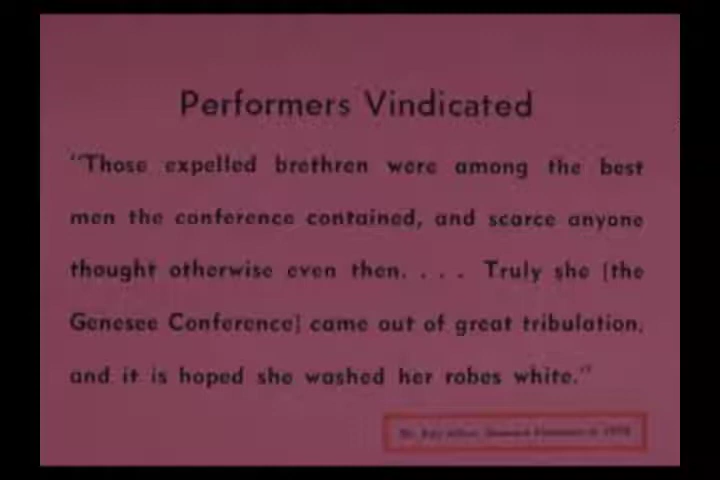 Performers Vindicated
"Those expelled brethren were among the best
men the conference contained, and scarce anyone
thought otherwise even then. . . . Truly she [the
Genesee Conference] came out of great tribulation,
and it is hoped she washed her robes white."